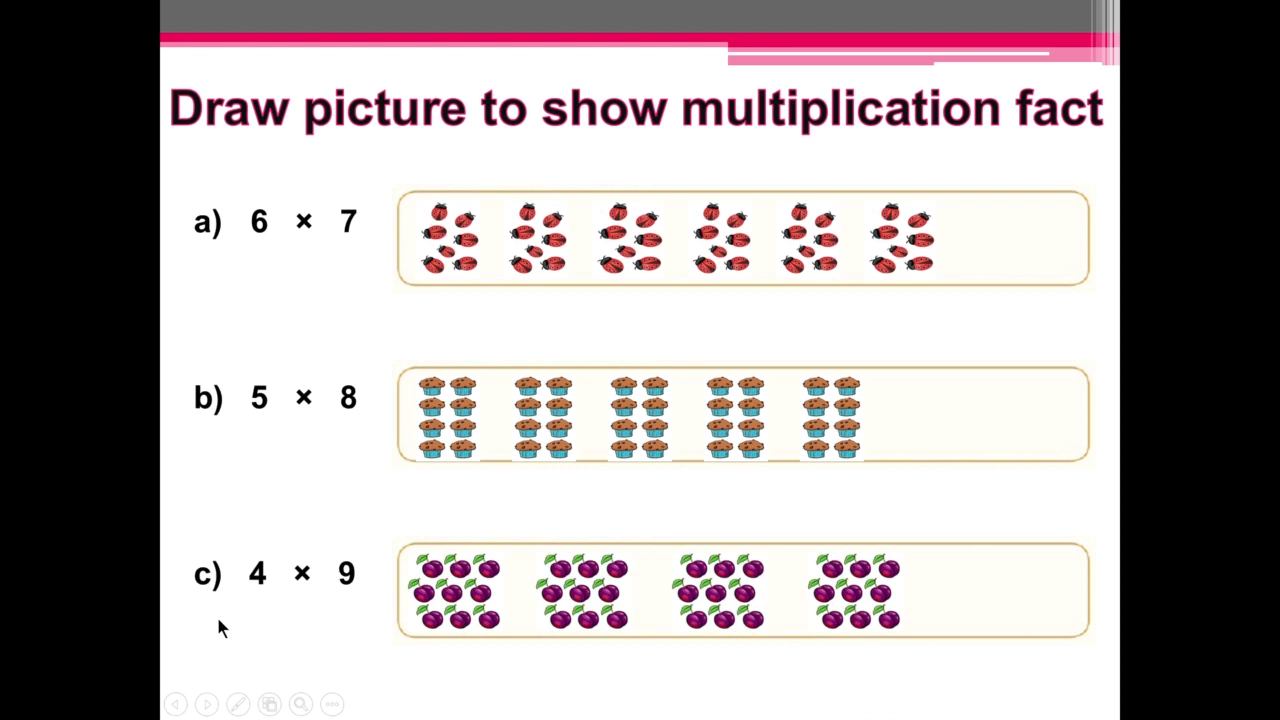 Draw picture to show multiplication fact
a) 6 × 7
b) 5 × 8
c) 4 × 9